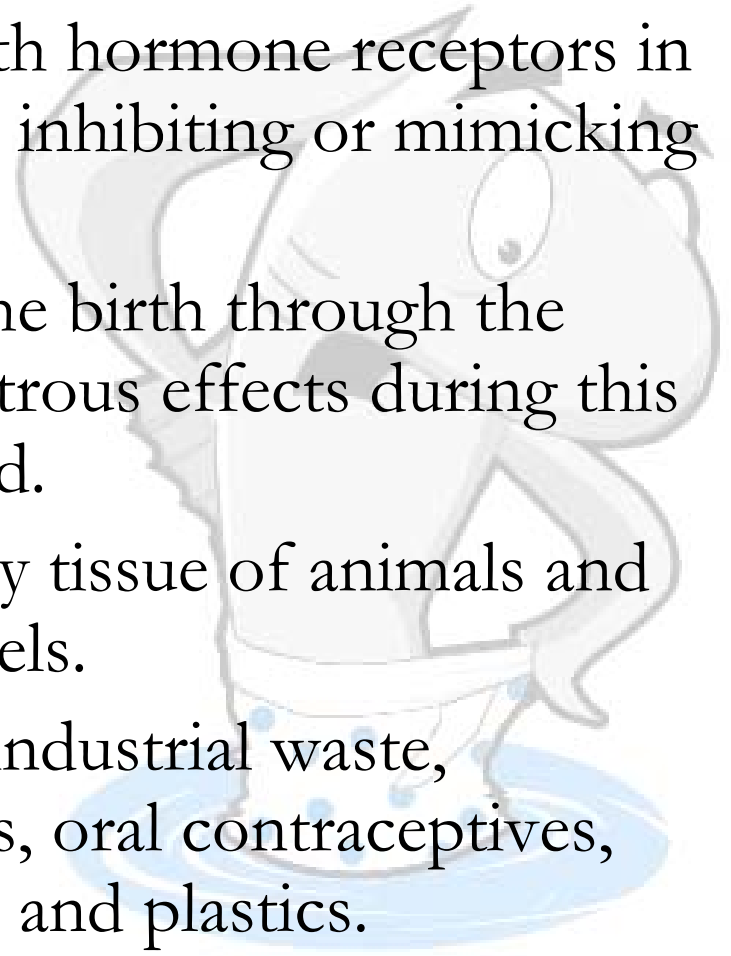 th hormone receptors in
inhibiting or mimicking
ne birth through the
trous effects during this
d.
y tissue of animals and
els.
ndustrial waste,
s, oral contraceptives,
and plastics.